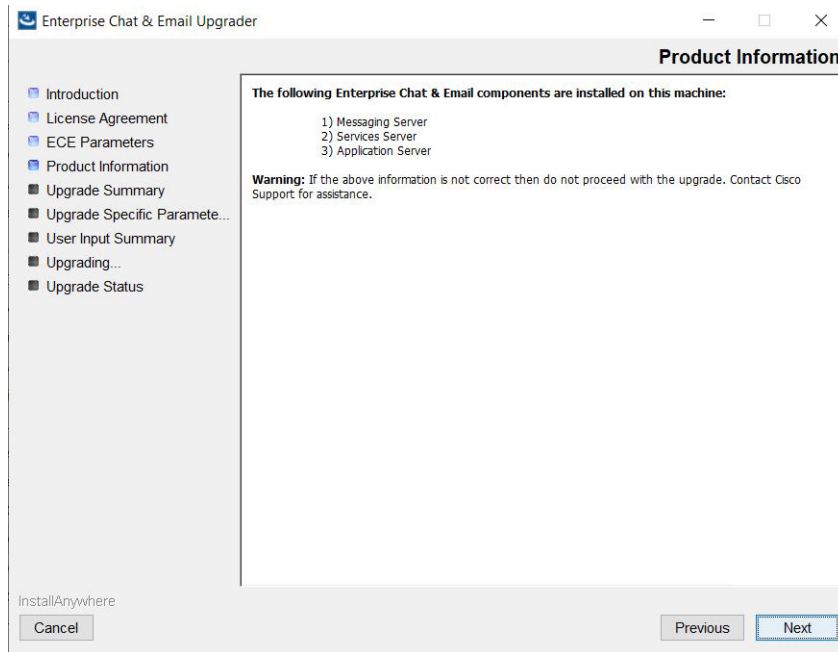 Enterprise Chat & Email Upgrader
Product Information
Introduction
License Agreement
ECE Parameters
Product Information
Upgrade Summary
Upgrade Specific Paramete...
User Input Summary
Upgrading...
Upgrade Status
The following Enterprise Chat & Email components are installed on this machine:
1) Messaging Server
2) Services Server
3) Application Server
Warning: If the above information is not correct then do not proceed with the upgrade. Contact Cisco
Support for assistance.
InstallAnywhere
Cancel
Previous
Next